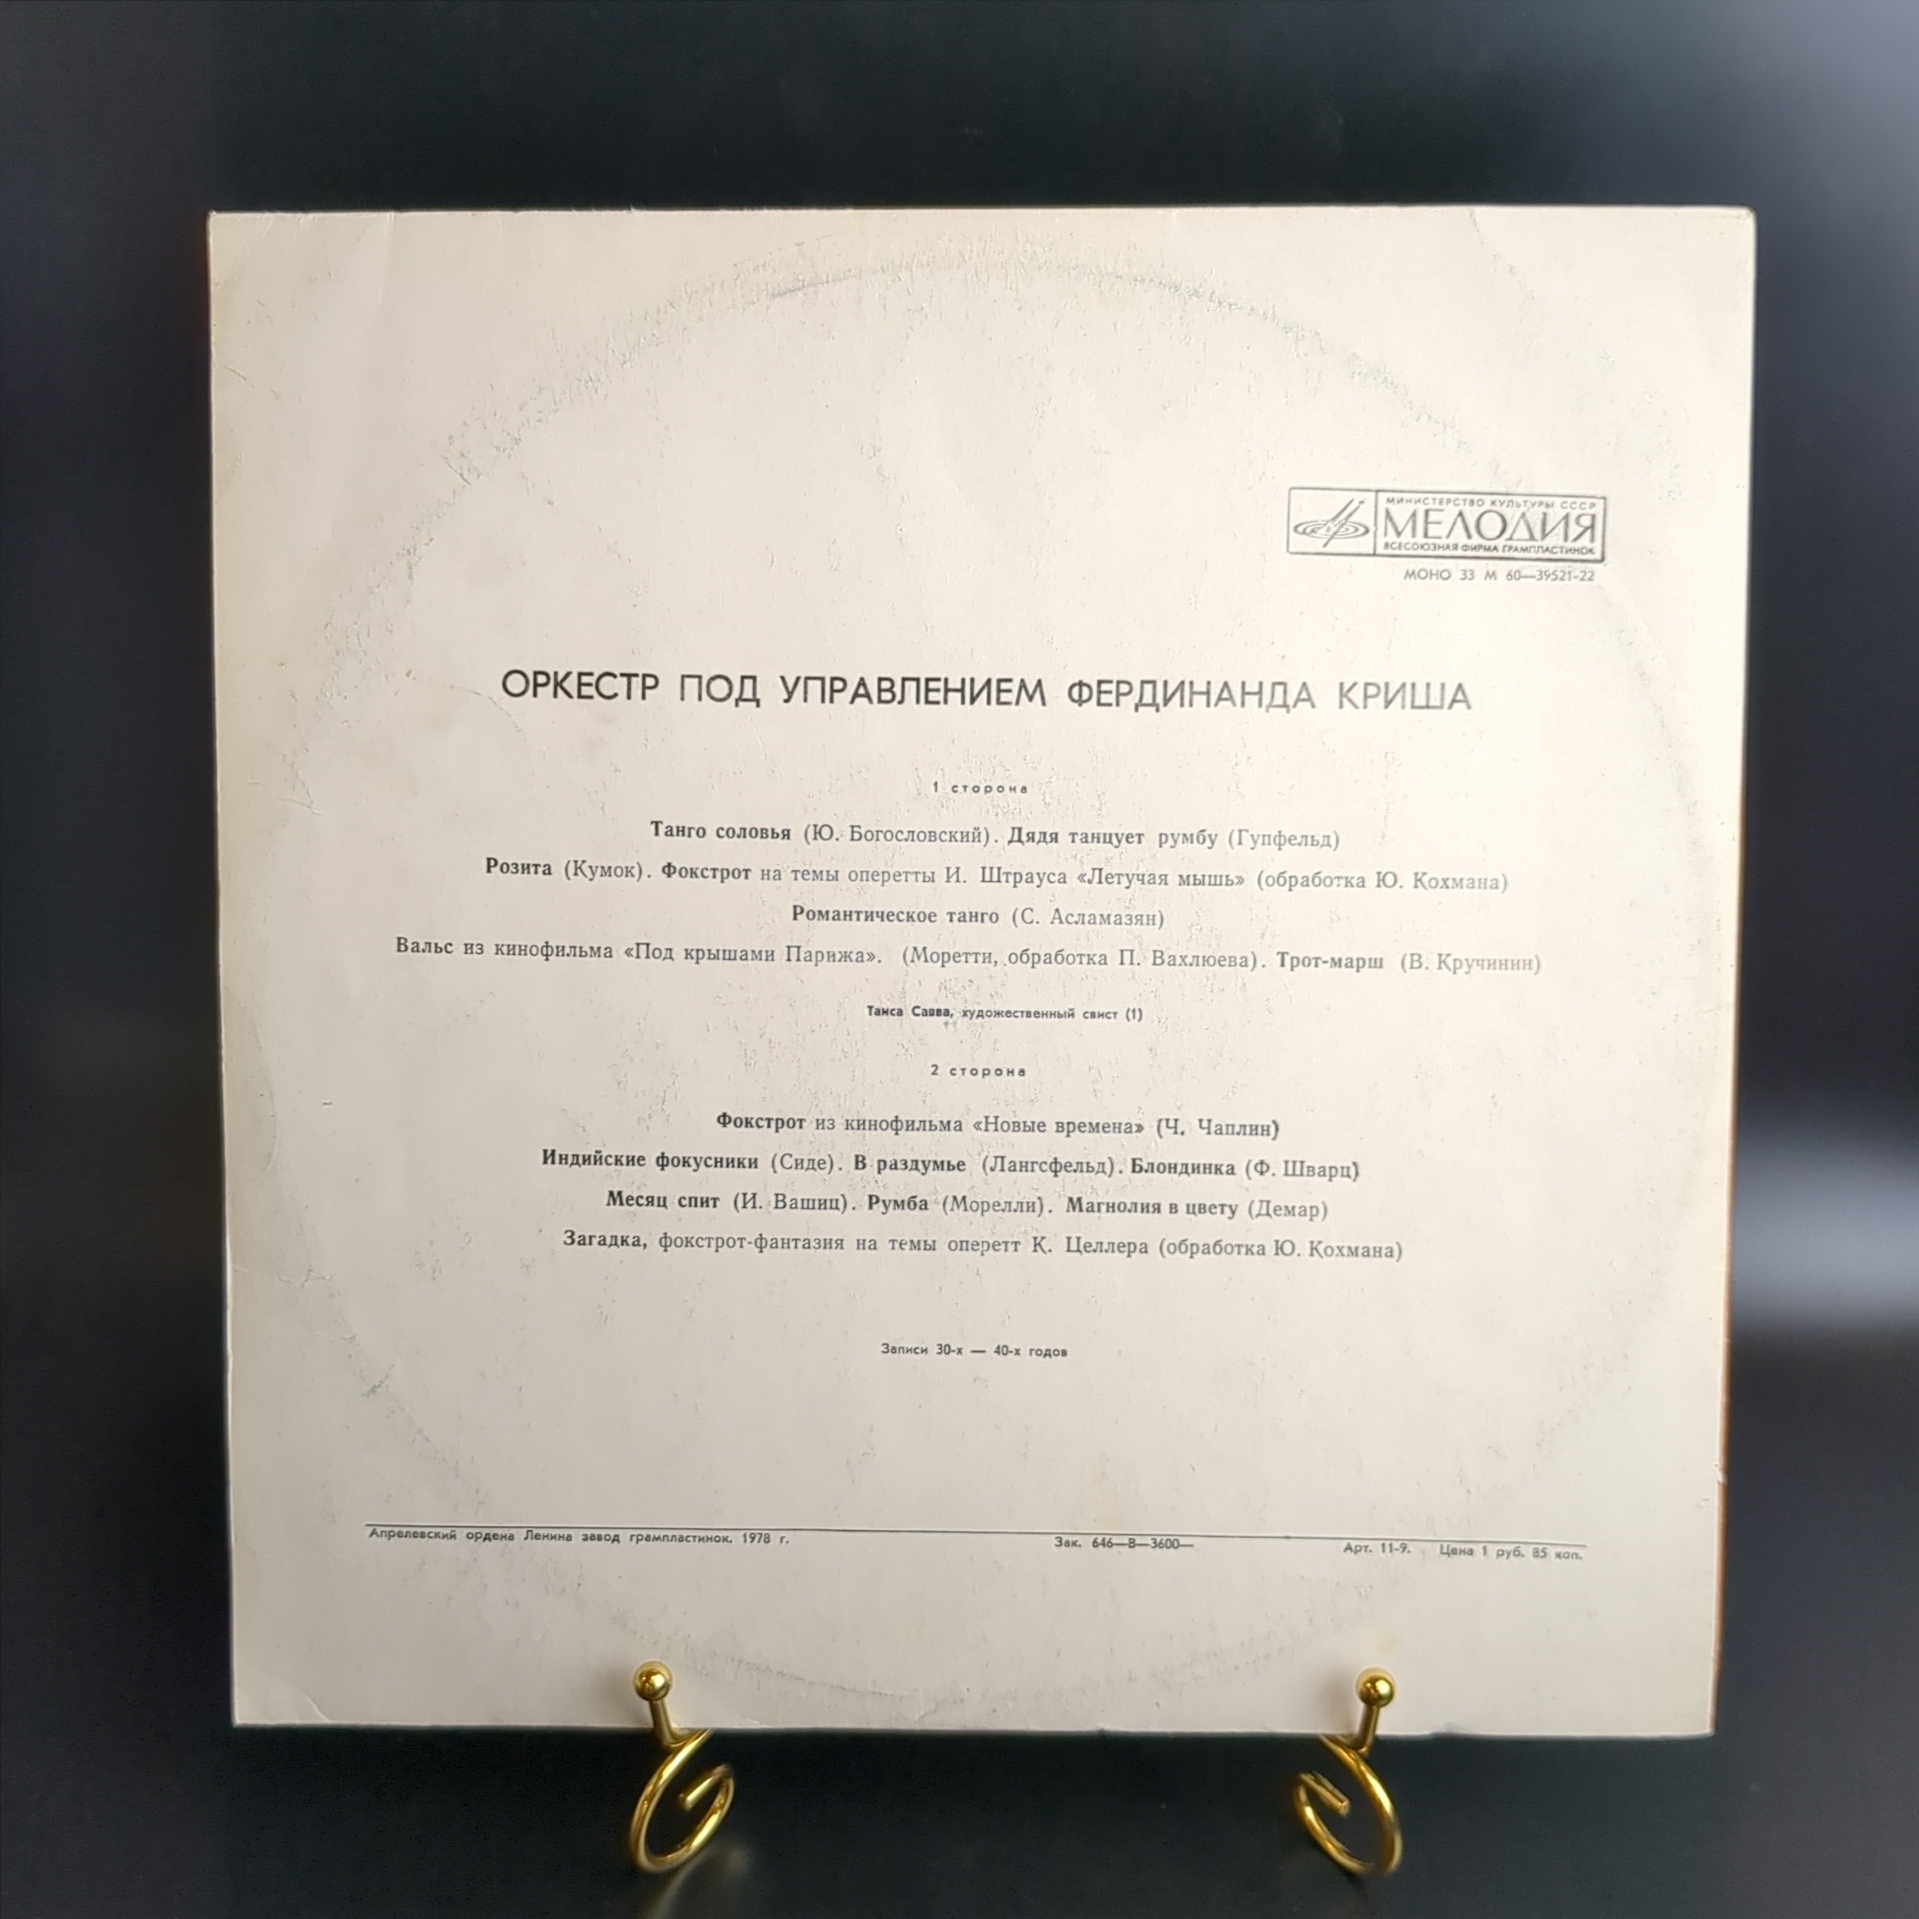 МИНИСТЕРСТВО КУЛЬТУРЫ СССР
МЕЛОДИЯ
ВСЕСОЮЗНАЯ ФИРМА ГРАМПЛАСТИНОК
МОНО 33 М 60—39521-22
ОРКЕСТР ПОД УПРАВЛЕНИЕМ ФЕРДИНАНДА КРИША
1 сторона
Танго соловья (Ю. Богословский). Дядя танцует румбу (Гупфельд)
Розита (Кумок). Фокстрот на темы оперетты И. Штрауса «Летучая мышь» (обработка Ю. Кохмана)
Романтическое танго (С. Асламазян)
Вальс из кинофильма «Под крышами Парижа». (Моретти, обработка П. Вахлюева). Трот-марш (В. Кручинин)
Таиса Савва, художественный свист (1)
2 сторона
Фокстрот из кинофильма «Новые времена» (Ч. Чаплин)
Индийские фокусники (Сиде). В раздумье (Лангсфельд). Блондинка (Ф. Шварц)
Месяц спит (И. Вашиц). Румба (Морелли). Магнолия в цвету (Демар)
Загадка, фокстрот-фантазия на темы оперетт К. Целлера (обработка Ю. Кохмана)
Записи 30-х — 40-х годов
Апрелевский ордена Ленина завод грампластинок. 1978 г. Зак. 646—В—3600— Арт. 11-9. Цена 1 руб. 85 коп.